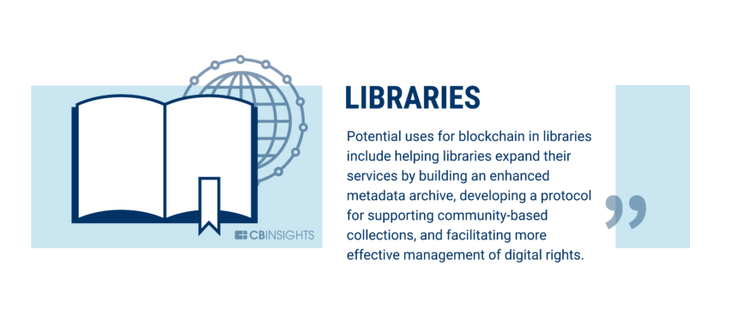 LIBRARIES
Potential uses for blockchain in libraries
include helping libraries expand their
services by building an enhanced
metadata archive, developing a protocol
for supporting community-based
collections, and facilitating more
effective management of digital rights.
”
CBINSIGHTS